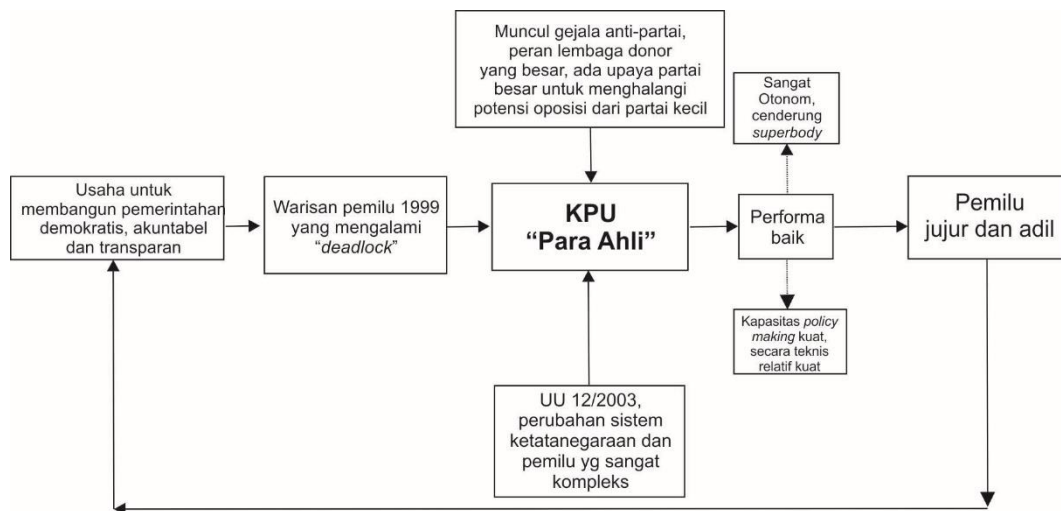 Muncul gejala anti-partai,
peran lembaga donor
yang besar, ada upaya partai
besar untuk menghalangi
potensi oposisi dari partai kecil
Sangat
Otonom,
cenderung
superbody
Usaha untuk
membangun pemerintahan
demokratis, akuntabel
dan transparan
Warisan pemilu 1999
yang mengalami
“deadlock”
KPU
“Para Ahli”
Performa
baik
Pemilu
jujur dan adil
Kapasitas policy
making kuat,
secara teknis
relatif kuat
UU 12/2003,
perubahan sistem
ketatanegaraan dan
pemilu yg sangat
kompleks